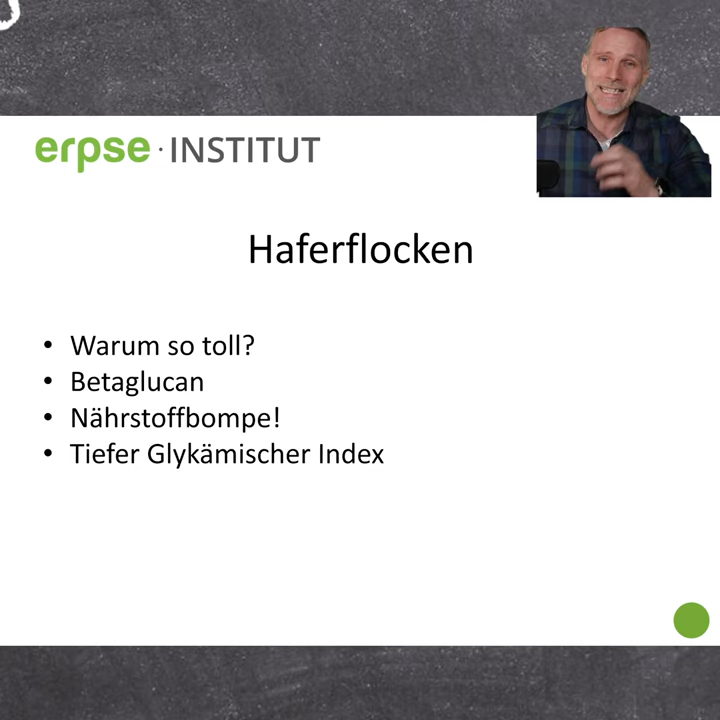 erpse · INSTITUT
Haferflocken
• Warum so toll?
• Betaglucan
• Nährstoffbompe!
• Tiefer Glykämischer Index